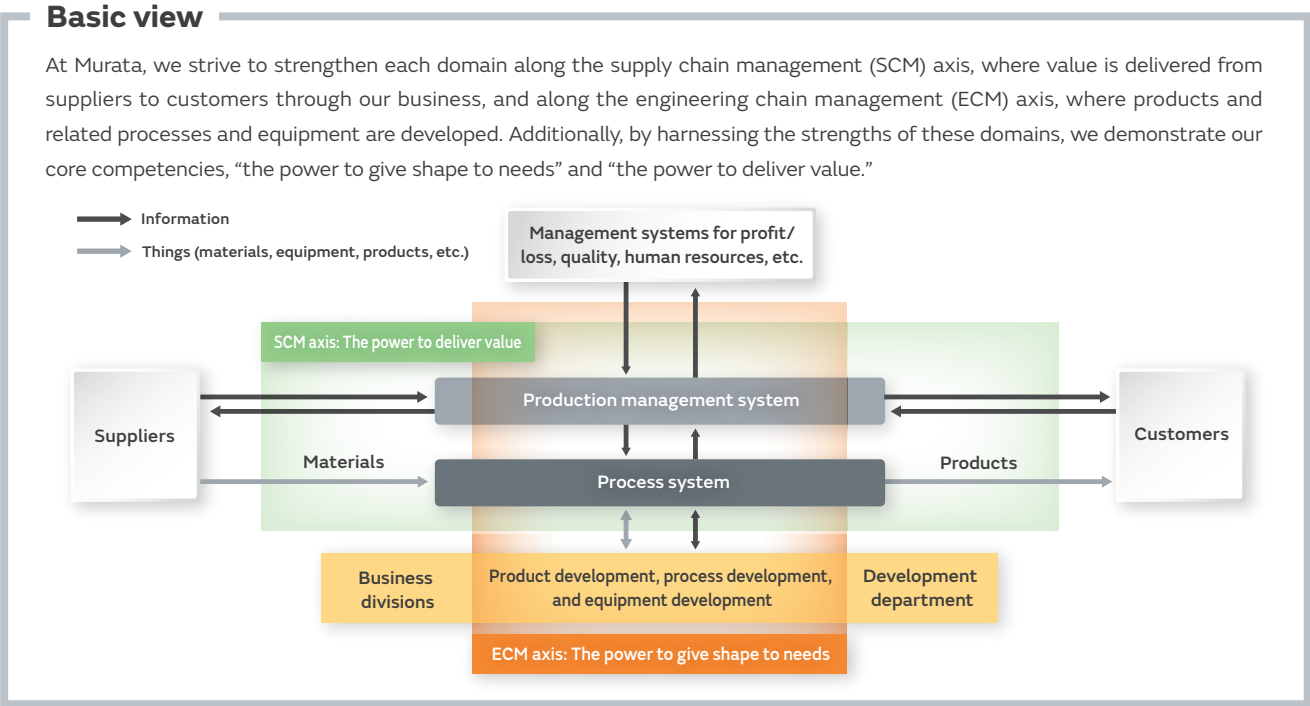 Basic view
At Murata, we strive to strengthen each domain along the supply chain management (SCM) axis, where value is delivered from
suppliers to customers through our business, and along the engineering chain management (ECM) axis, where products and
related processes and equipment are developed. Additionally, by harnessing the strengths of these domains, we demonstrate our
core competencies, “the power to give shape to needs” and “the power to deliver value.”
Information
Things (materials, equipment, products, etc.)
Management systems for profit/
loss, quality, human resources, etc.
SCM axis: The power to deliver value
Suppliers
Production management system
Customers
Materials
Process system
Products
Business
divisions
Product development, process development,
and equipment development
Development
department
ECM axis: The power to give shape to needs